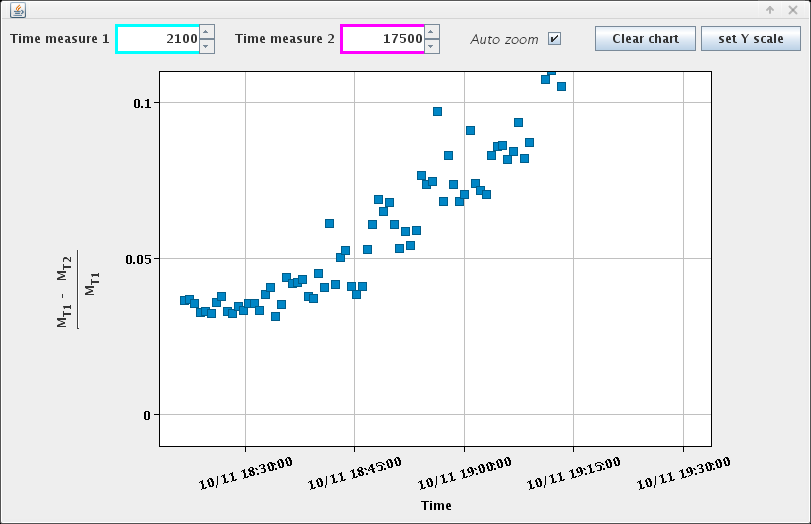 Time measure 1 2100 Time measure 2 17500 Auto zoom Clear chart set Y scale
0.1
0.05
0
M_T1 - M_T2
M_T1
10/11 18:30:00 10/11 18:45:00 10/11 19:00:00 10/11 19:15:00 10/11 19:30:00
Time